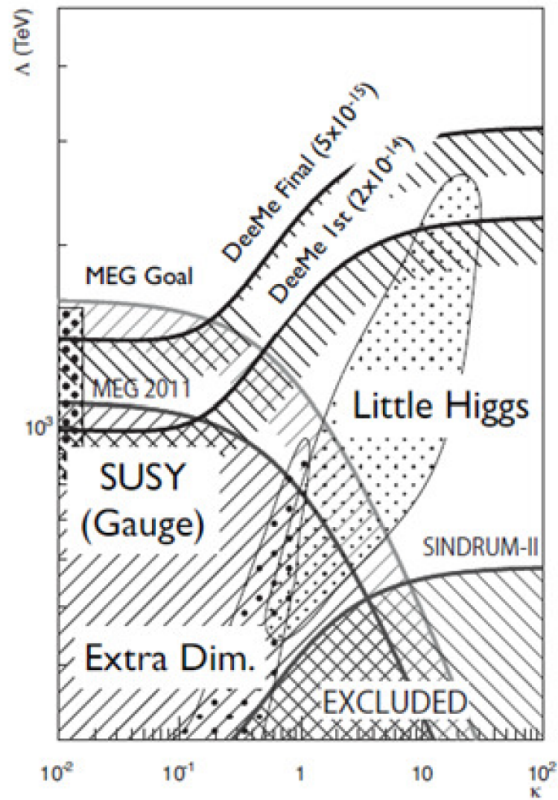 Λ (TeV)
DeeMe Final (5x10⁻¹⁵)
DeeMe 1st (2x10⁻¹⁴)
MEG Goal
MEG 2011
10³
Little Higgs
SUSY
(Gauge)
SINDRUM-II
Extra Dim.
EXCLUDED
10⁻² 10⁻¹ 1 10 10²
κ